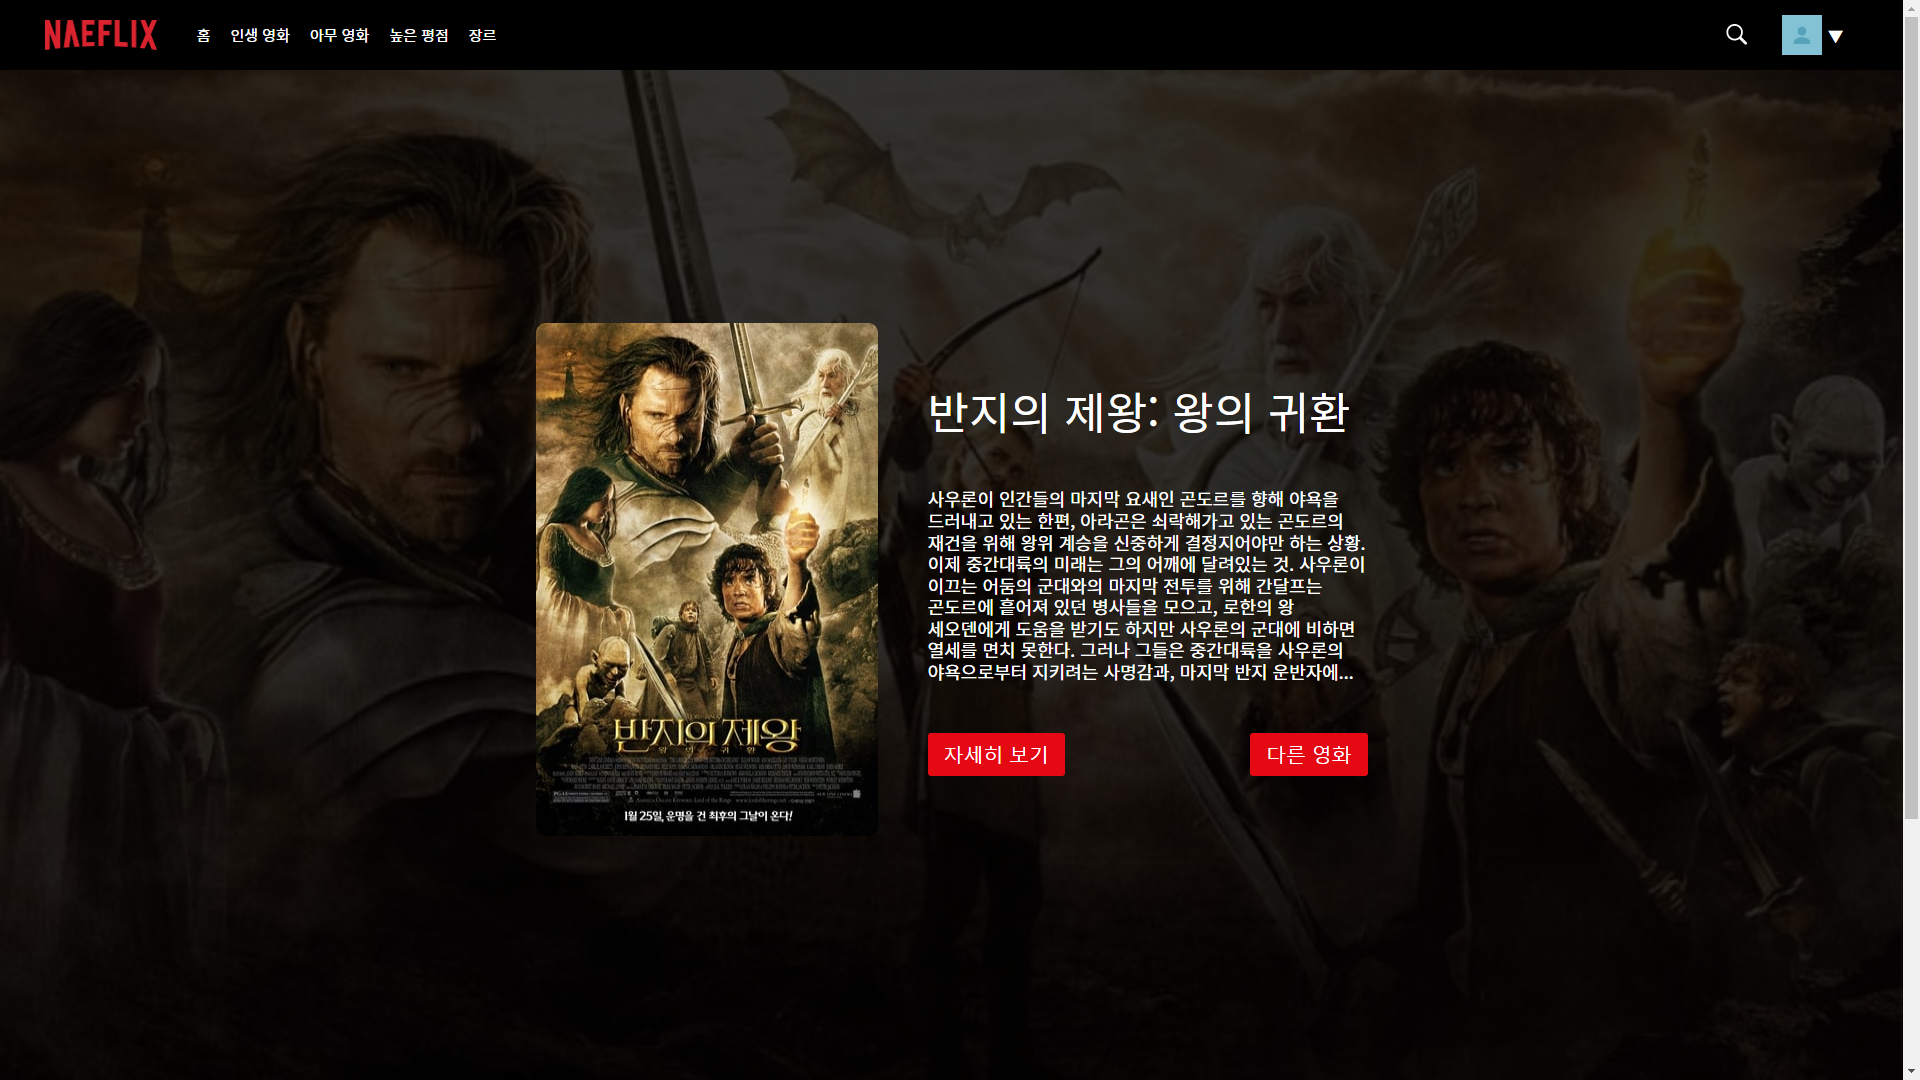 NAEFLIX
홈 인생 영화 아무 영화 높은 평점 장르
반지의 제왕: 왕의 귀환
사우론이 인간들의 마지막 요새인 곤도르를 향해 야욕을
드러내고 있는 한편, 아라곤은 쇠락해가고 있는 곤도르의
재건을 위해 왕위 계승을 신중하게 결정지어야만 하는 상황.
이제 중간대륙의 미래는 그의 어깨에 달려있는 것. 사우론이
이끄는 어둠의 군대와의 마지막 전투를 위해 간달프는
곤도르에 흩어져 있던 병사들을 모으고, 로한의 왕
세오덴에게 도움을 받기도 하지만 사우론의 군대에 비하면
열세를 면치 못한다. 그러나 그들은 중간대륙을 사우론의
야욕으로부터 지키려는 사명감과, 마지막 반지 운반자에...
자세히 보기
다른 영화
반지의 제왕
왕의 귀환
1월 25일, 운명을 건 최후의 그날이 온다!